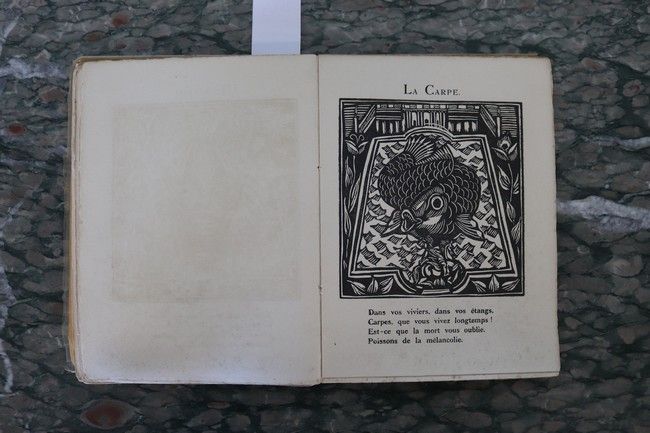 La Carpe.
Dans vos viviers, dans vos étangs,
Carpes, que vous vivez longtemps !
Est-ce que la mort vous oublie,
Poissons de la mélancolie.